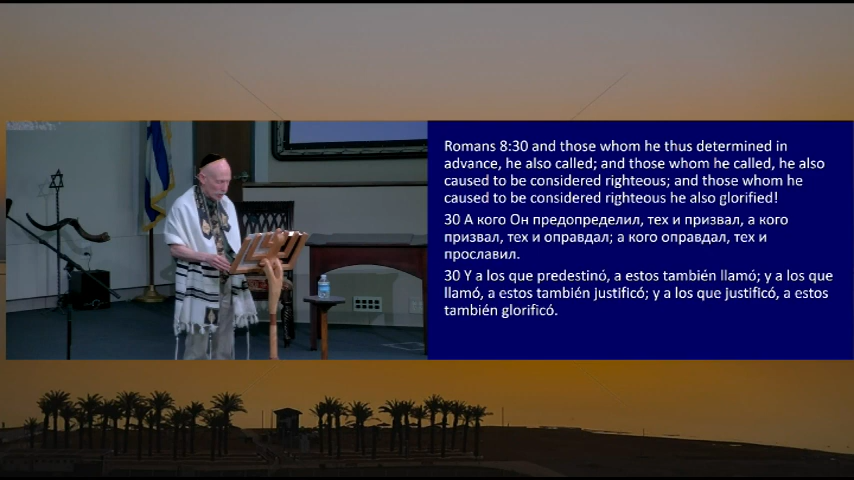 Romans 8:30 and those whom he thus determined in
advance, he also called; and those whom he called, he also
caused to be considered righteous; and those whom he
caused to be considered righteous he also glorified!
30 А кого Он предопределил, тех и призвал, а кого
призвал, тех и оправдал; а кого оправдал, тех и
прославил.
30 Y a los que predestinó, a estos también llamó; y a los que
llamó, a estos también justificó; y a los que justificó, a estos
también glorificó.